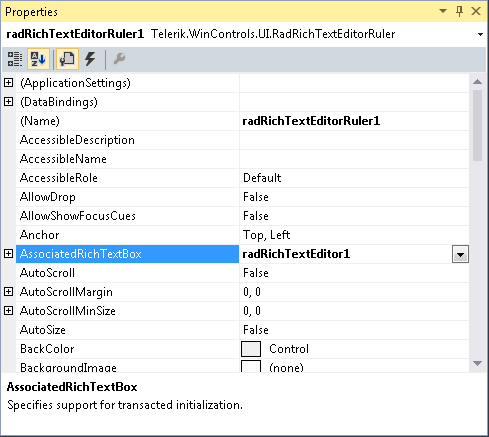 Properties
radRichTextEditorRuler1 Telerik.WinControls.UI.RadRichTextEditorRuler
(ApplicationSettings)
(DataBindings)
(Name) radRichTextEditorRuler1
AccessibleDescription
AccessibleName
AccessibleRole Default
AllowDrop False
AllowShowFocusCues False
Anchor Top, Left
AssociatedRichTextBox radRichTextEditor1
AutoScroll False
AutoScrollMargin 0, 0
AutoScrollMinSize 0, 0
AutoSize False
BackColor Control
BackgroundImage (none)
AssociatedRichTextBox
Specifies support for transacted initialization.